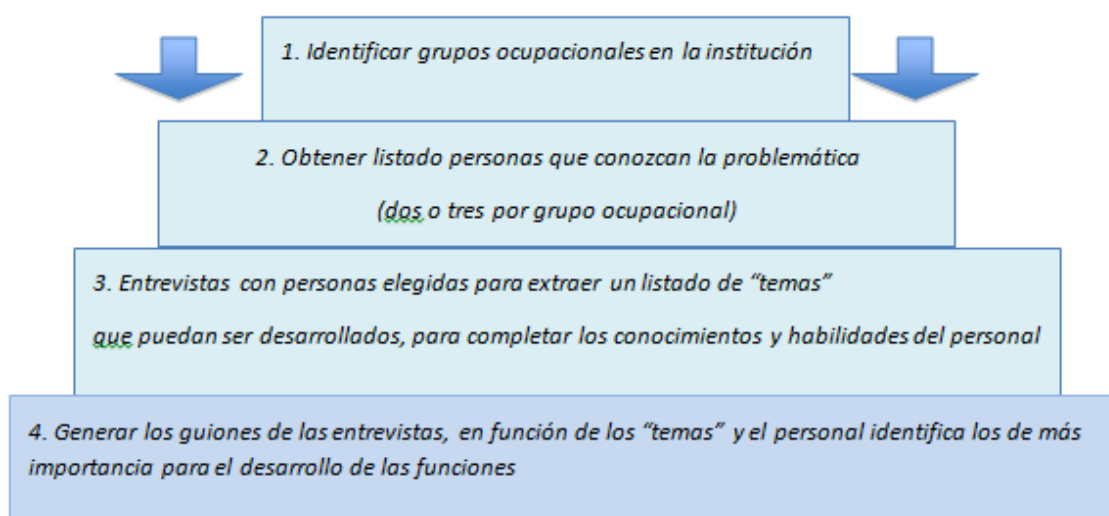 1. Identificar grupos ocupacionales en la institución
2. Obtener listado personas que conozcan la problemática
(dos o tres por grupo ocupacional)
3. Entrevistas con personas elegidas para extraer un listado de “temas”
que puedan ser desarrollados, para completar los conocimientos y habilidades del personal
4. Generar los guiones de las entrevistas, en función de los “temas” y el personal identifica los de más
importancia para el desarrollo de las funciones